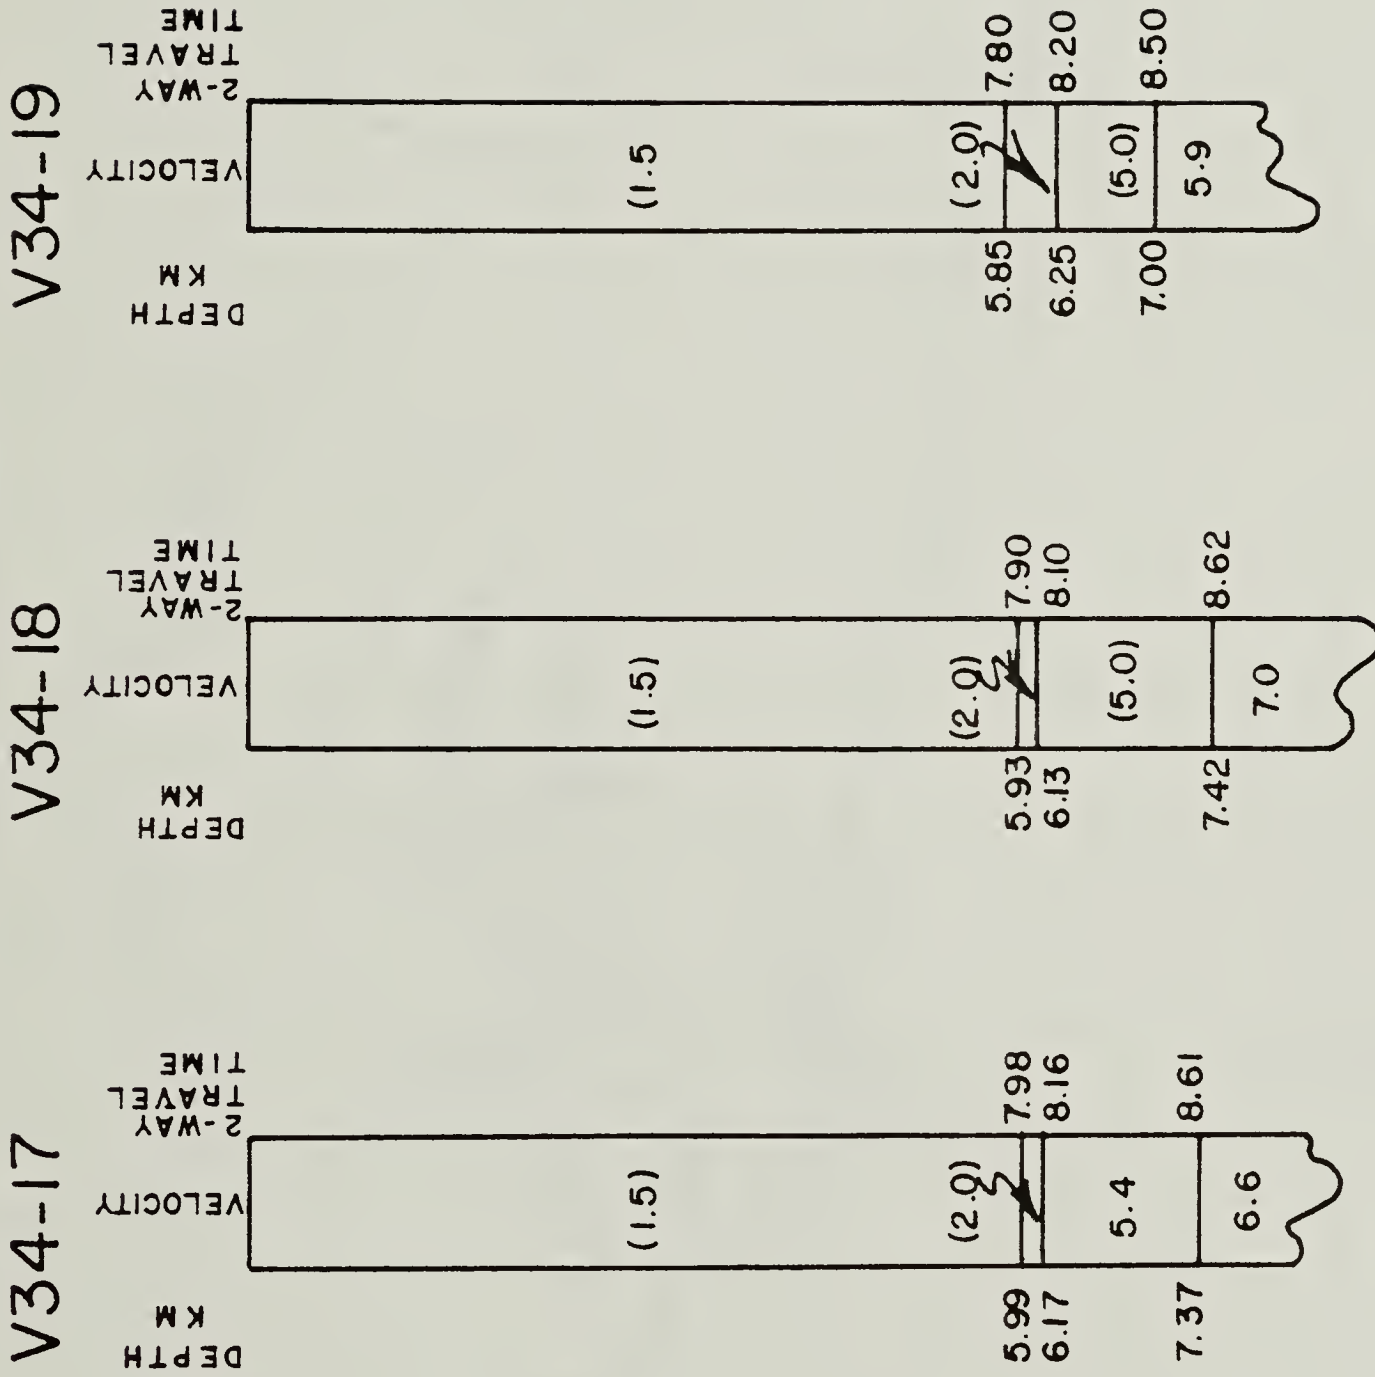 V34-17
DEPTH
KM
VELOCITY
2-WAY
TRAVEL
TIME
(1.5)
(2.0)
5.99
7.98
6.17
8.16
5.4
7.37
8.61
6.6
V34-18
DEPTH
KM
VELOCITY
2-WAY
TRAVEL
TIME
(1.5)
(2.0)
5.93
7.90
6.13
8.10
(5.0)
7.42
8.62
7.0
V34-19
DEPTH
KM
VELOCITY
2-WAY
TRAVEL
TIME
(1.5
(2.0)
5.85
7.80
6.25
8.20
(5.0)
7.00
8.50
5.9